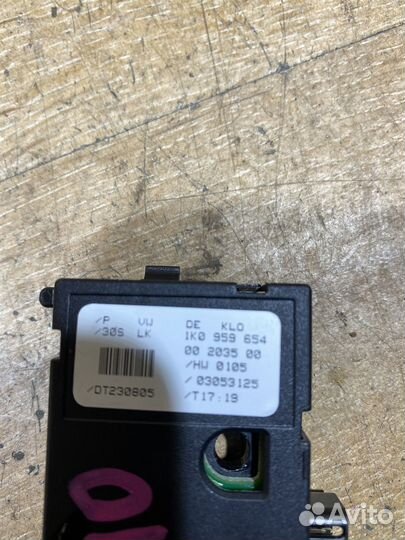 /P VW DE KLO
/30S LK 1K0 959 654
00 2035 00
/HW 0105
/ 03053125
/DT230805 /T17:19
Avito